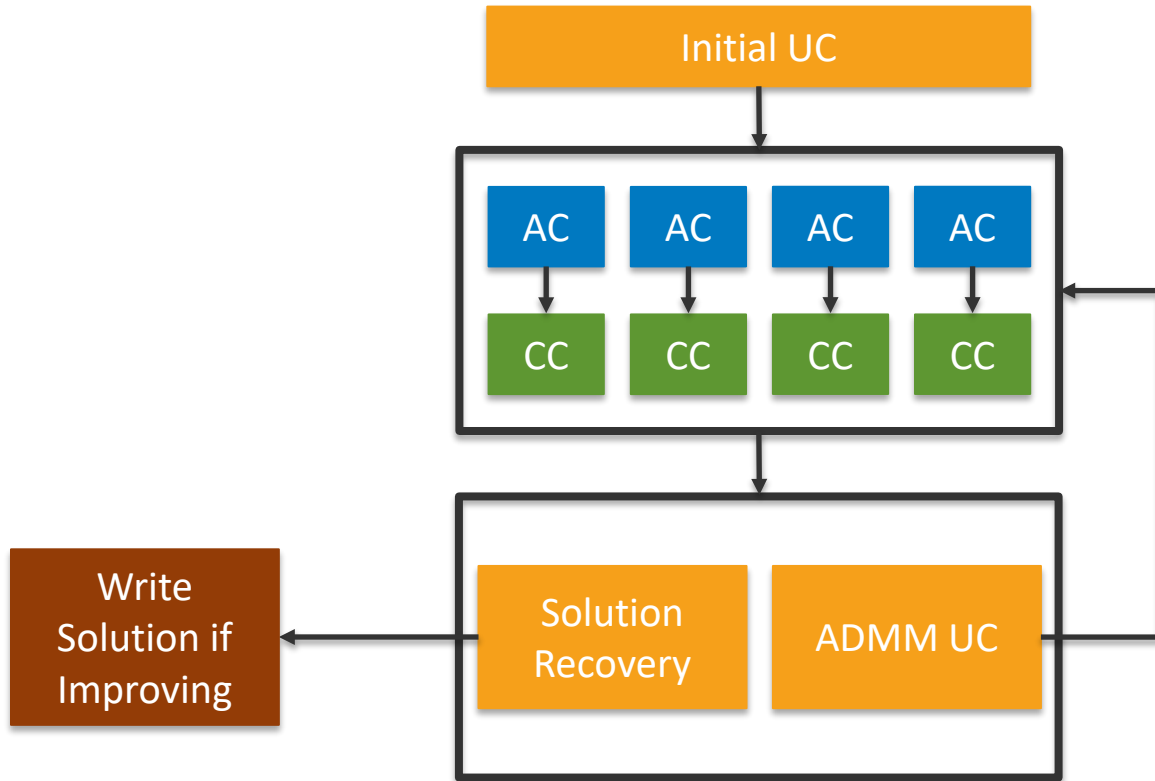 Initial UC
AC AC AC AC
CC CC CC CC
Write
Solution if
Improving
Solution
Recovery
ADMM UC